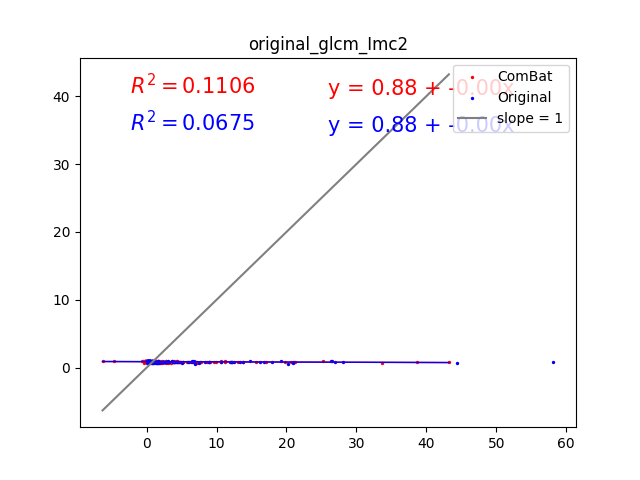 original_glcm_Imc2
R² = 0.1106 y = 0.88 + -0.00x
R² = 0.0675 y = 0.88 + -0.00x
ComBat
Original
slope = 1
40
30
20
10
0
0 10 20 30 40 50 60